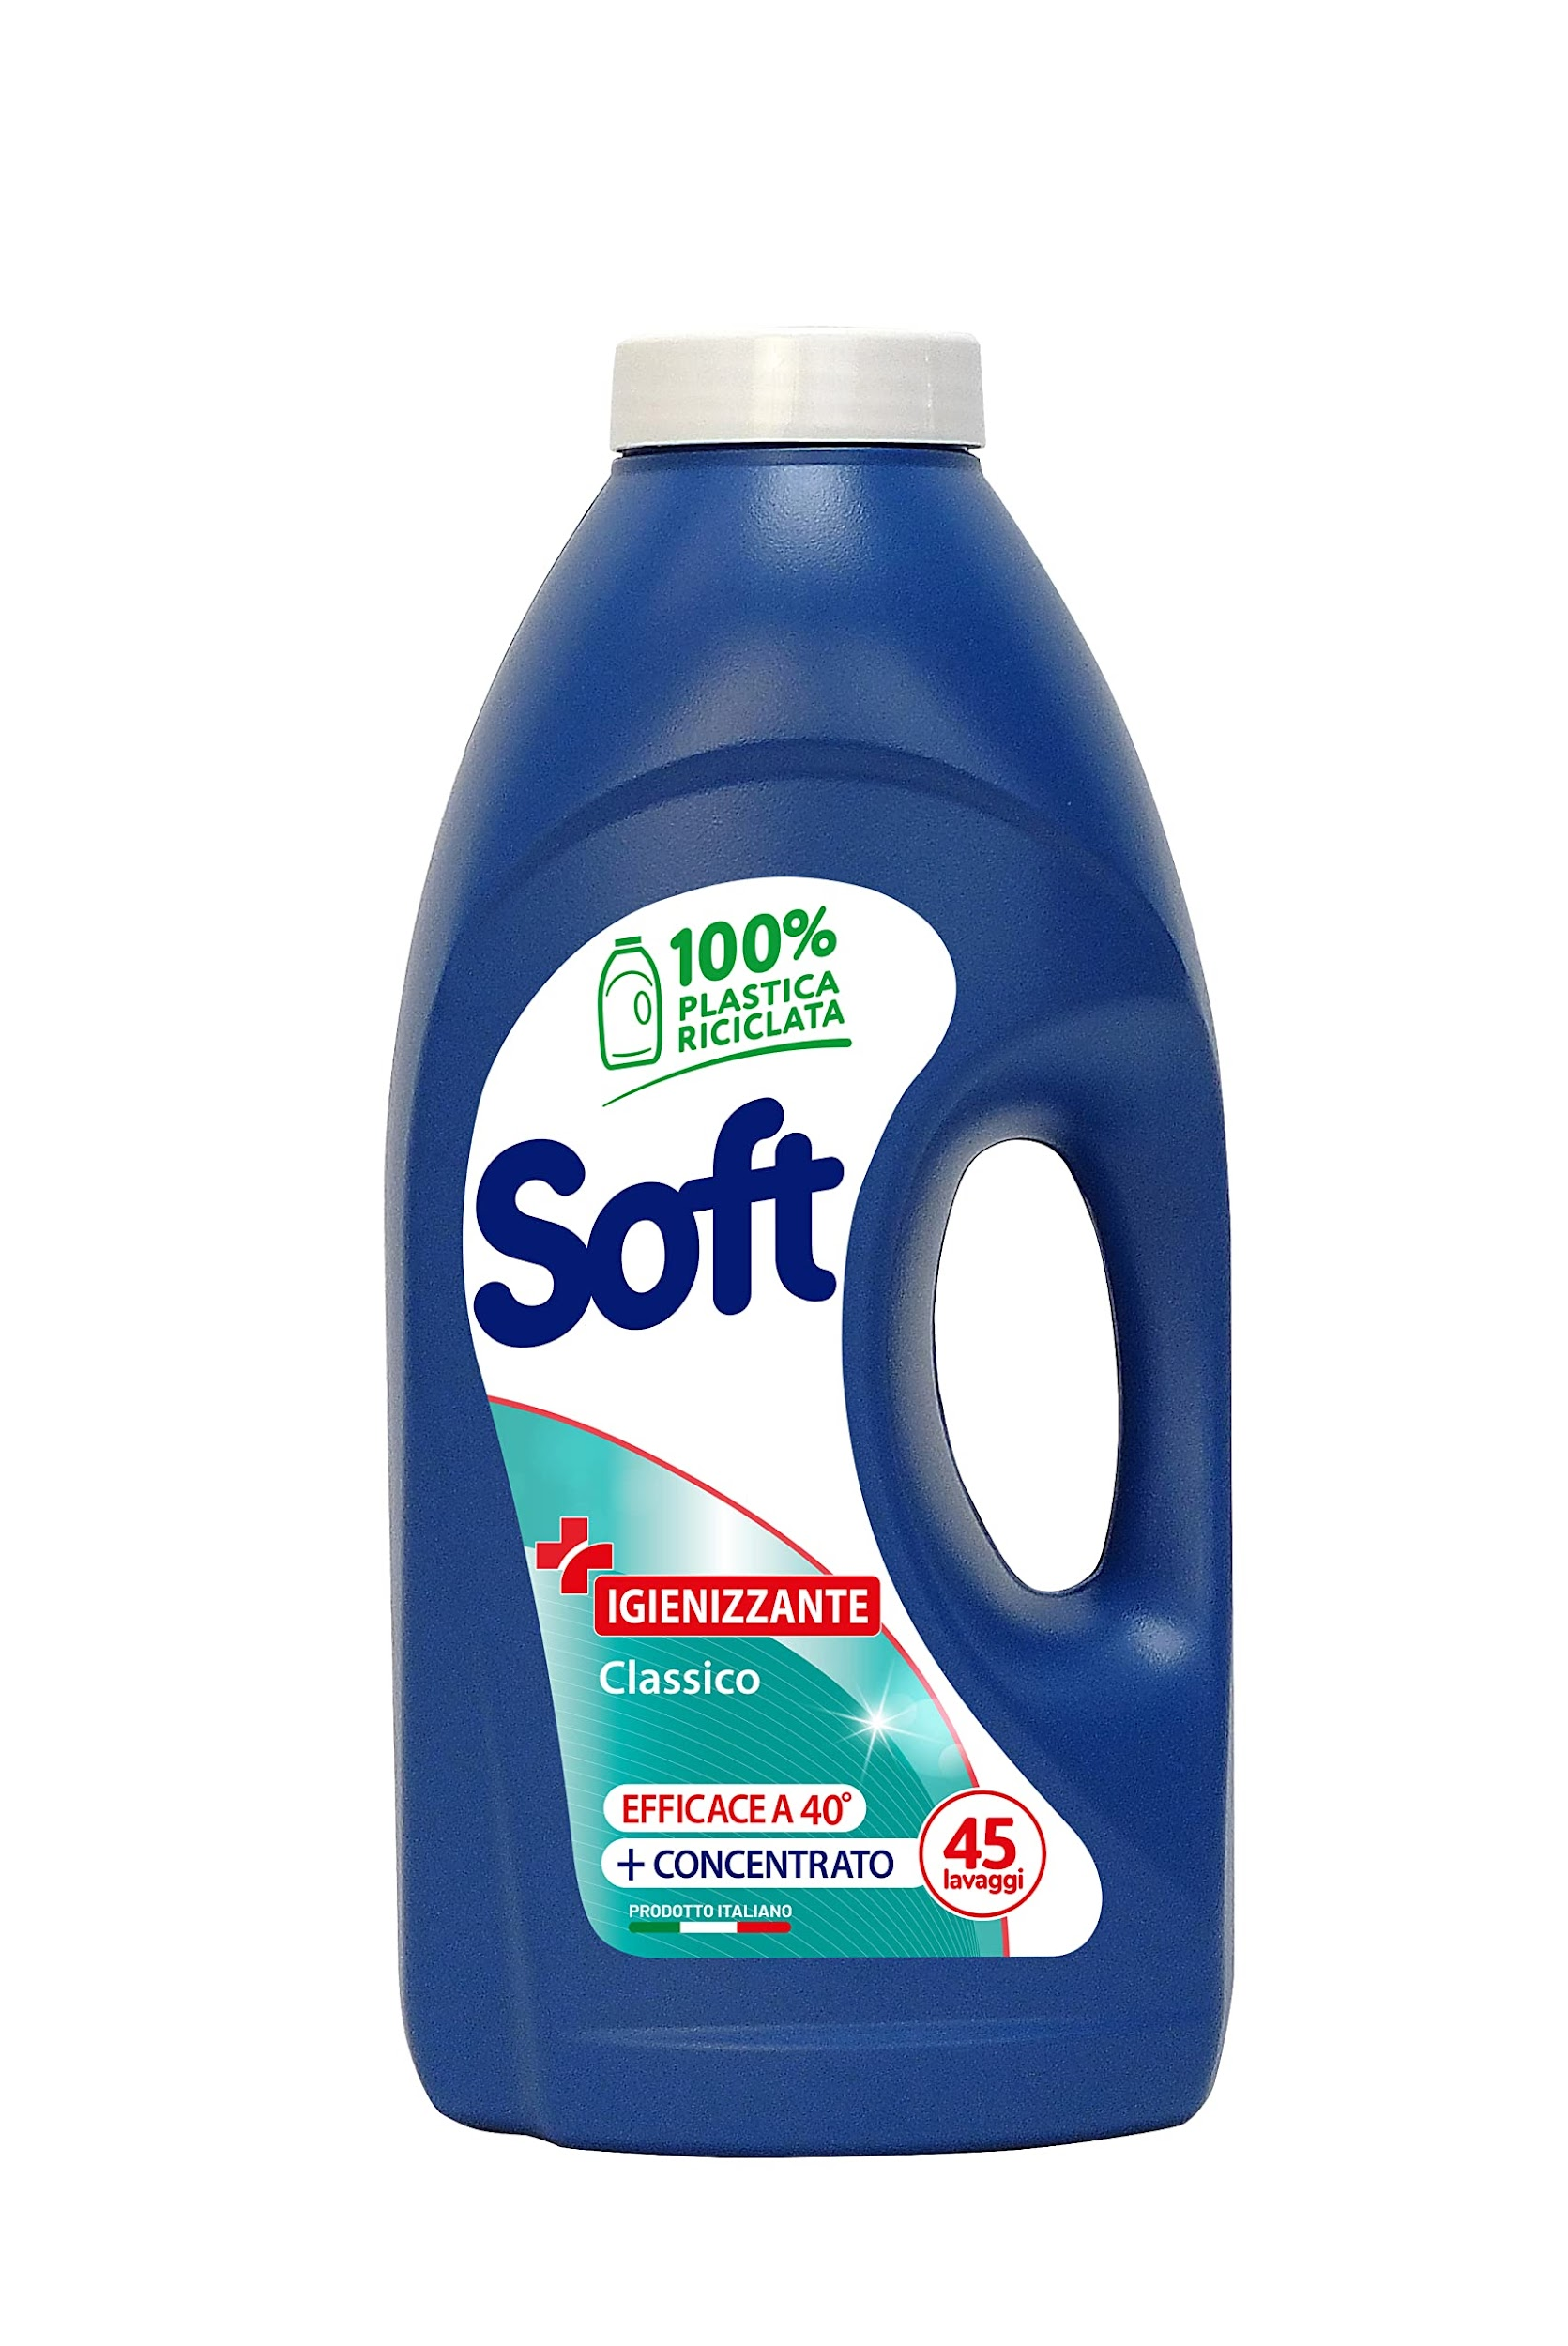 100%
PLASTICA
RICICLATA
Soft
IGIENIZZANTE
Classico
EFFICACE A 40°
+ CONCENTRATO
45
lavaggi
PRODOTTO ITALIANO